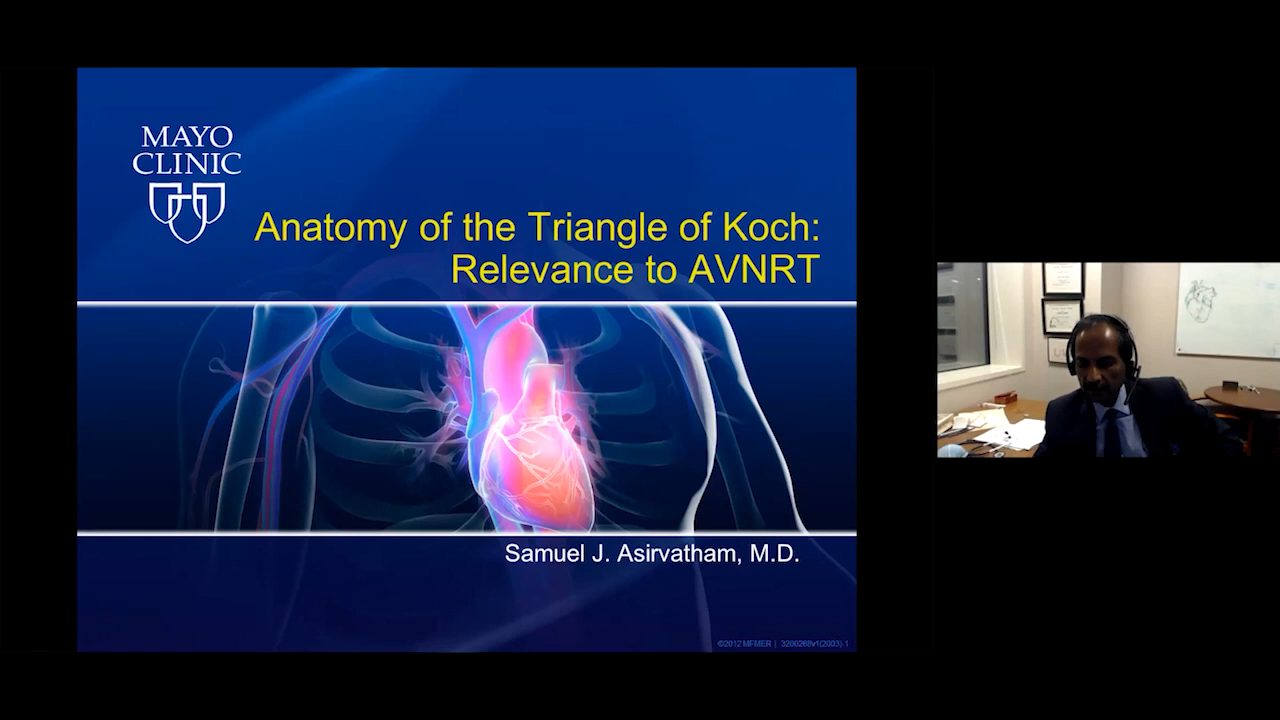 MAYO
CLINIC
Anatomy of the Triangle of Koch:
Relevance to AVNRT
Samuel J. Asirvatham, M.D.
©2012 MFMER | 3200268v1(2003)-1